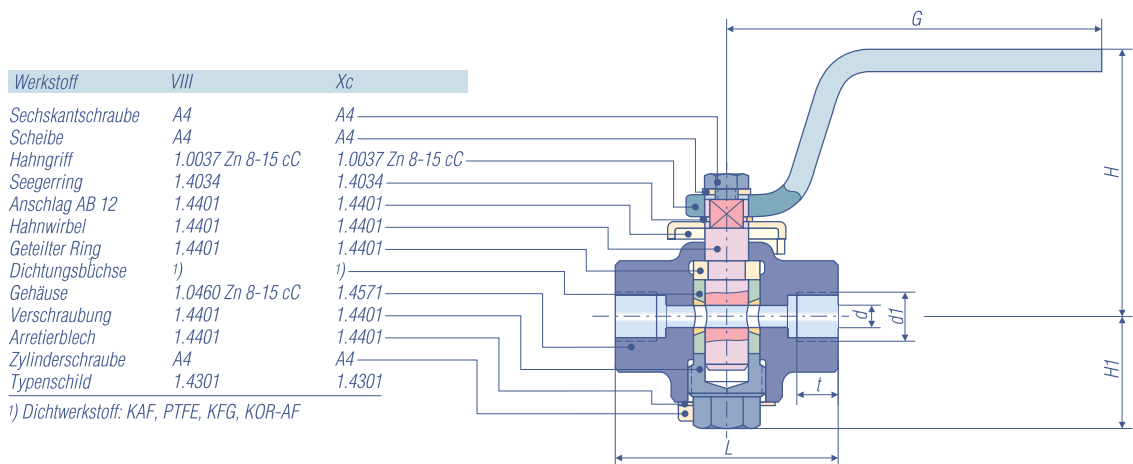 Werkstoff VIII Xc
Sechskantschraube A4 A4
Scheibe A4 A4
Hahngriff 1.0037 Zn 8-15 cC 1.0037 Zn 8-15 cC
Seegerring 1.4034 1.4034
Anschlag AB 12 1.4401 1.4401
Hahnwirbel 1.4401 1.4401
Geteilter Ring 1.4401 1.4401
Dichtungsbüchse ¹) ¹)
Gehäuse 1.0460 Zn 8-15 cC 1.4571
Verschraubung 1.4401 1.4401
Arretierblech 1.4401 1.4401
Zylinderschraube A4 A4
Typenschild 1.4301 1.4301
¹) Dichtwerkstoff: KAF, PTFE, KFG, KOR-AF
G
H
d
d1
H1
t
L